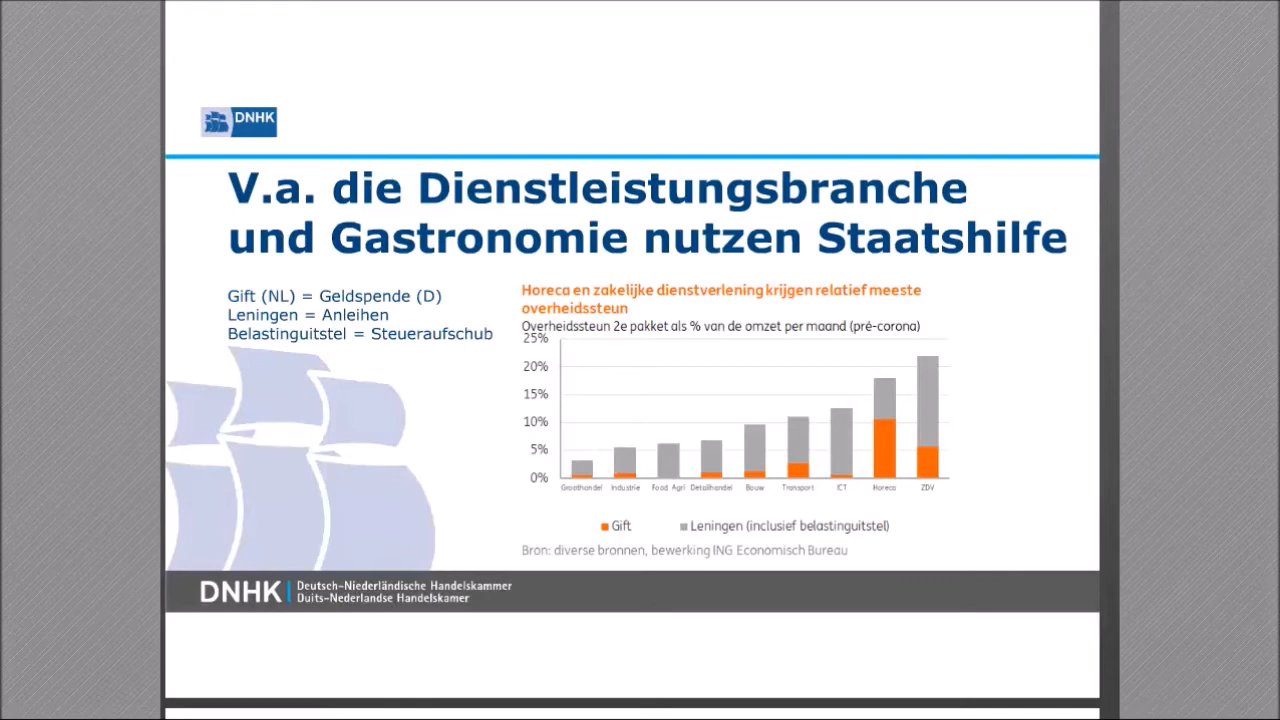 DNHK
V.a. die Dienstleistungsbranche
und Gastronomie nutzen Staatshilfe
Gift (NL) = Geldspende (D)
Leningen = Anleihen
Belastinguitstel = Steueraufschub
Horeca en zakelijke dienstverlening krijgen relatief meeste
overheidssteun
Overheidssteun 2e pakket als % van de omzet per maand (pré-corona)
25%
20%
15%
10%
5%
0%
Groothandel Industrie Food Agri Detailhandel Bouw Transport ICT Horeca ZDV
Gift Leningen (inclusief belastinguitstel)
Bron: diverse bronnen, bewerking ING Economisch Bureau
DNHK
Deutsch-Niederländische Handelskammer
Duits-Nederlandse Handelskamer